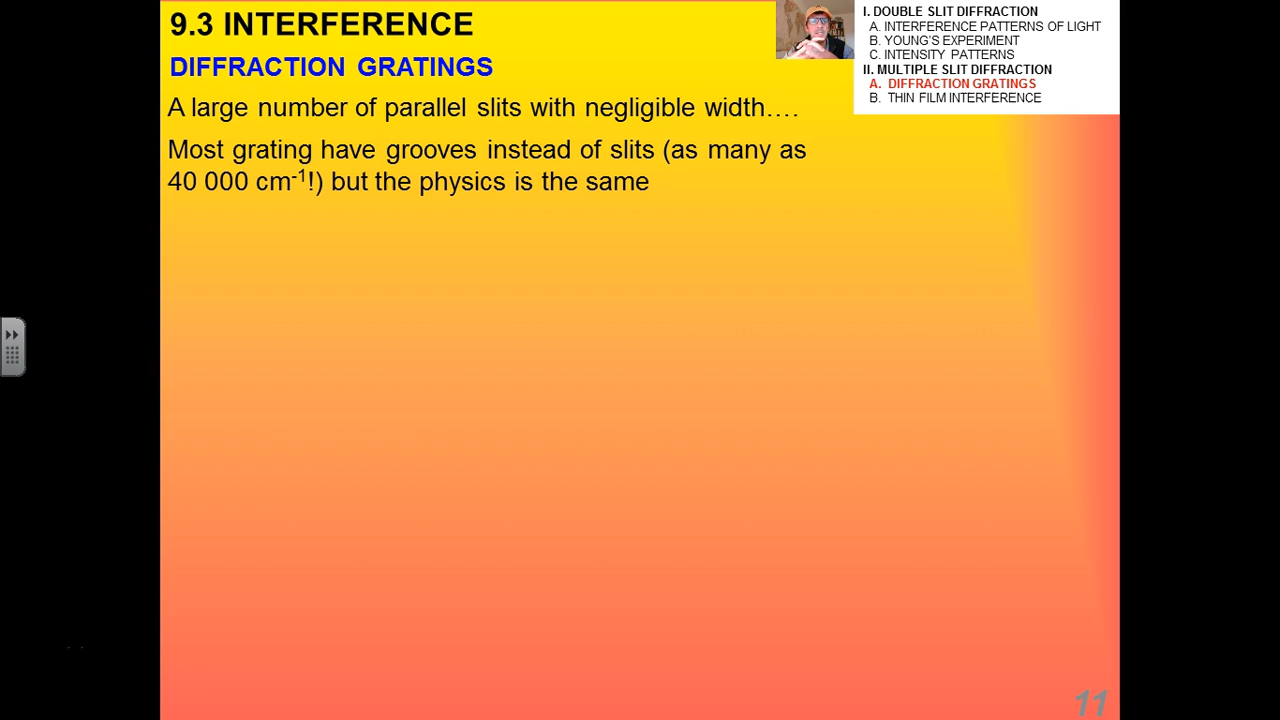 9.3 INTERFERENCE
DIFFRACTION GRATINGS
A large number of parallel slits with negligible width….
Most grating have grooves instead of slits (as many as
40 000 cm⁻¹!) but the physics is the same
I. DOUBLE SLIT DIFFRACTION
A. INTERFERENCE PATTERNS OF LIGHT
B. YOUNG'S EXPERIMENT
C. INTENSITY PATTERNS
II. MULTIPLE SLIT DIFFRACTION
A. DIFFRACTION GRATINGS
B. THIN FILM INTERFERENCE
11